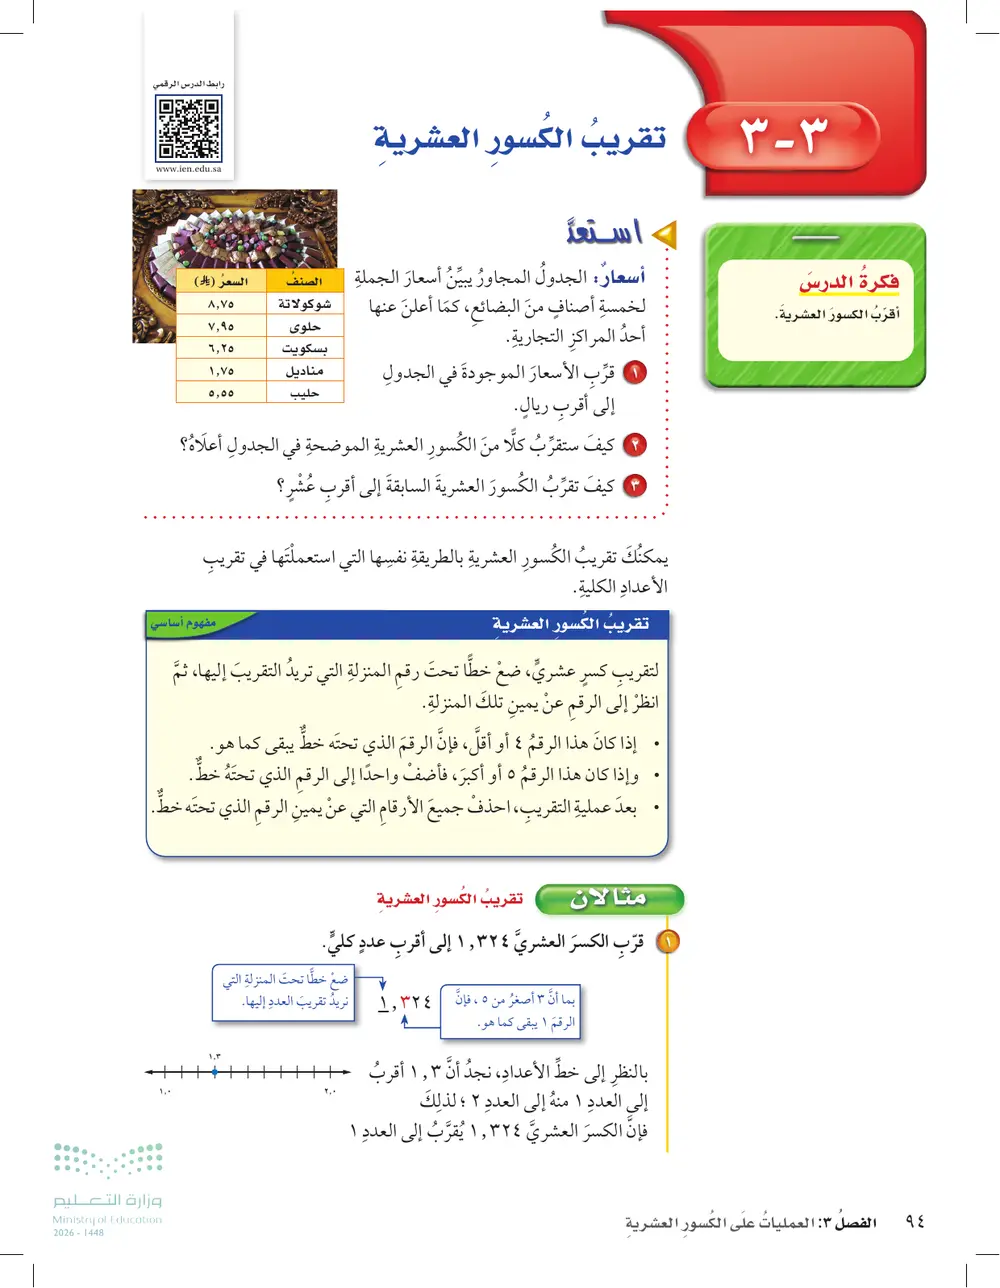 رابط الدرس الرقمي
www.ien.edu.sa
٣-٣
تقريبُ الكُسورِ العشريةِ
فكرةُ الدرسَ
أقرّبُ الكسورَ العشريةَ.
استعدَّ
أسعارٌ: الجدولُ المجاورُ يبيِّنُ أسعارَ الجملةِ
لخمسةِ أصنافٍ منَ البضائعِ، كمَا أعلنَ عنها
أحدُ المراكزِ التجاريةِ.
الصنفُ السعرُ (⃁)
شوكولاتة ٨,٧٥
حلوى ٧,٩٥
بسكويت ٦,٢٥
مناديل ١,٧٥
حليب ٥,٥٥
١ قرِّبِ الأسعارَ الموجودةَ في الجدولِ
إلى أقربِ ريالٍ.
٢ كيفَ ستقرِّبُ كلًّا منَ الكُسورِ العشريةِ الموضحةِ في الجدولِ أعلَاهُ؟
٣ كيفَ تقرِّبُ الكُسورَ العشريةَ السابقةَ إلى أقربِ عُشْرٍ؟
يمكنُكَ تقريبُ الكُسورِ العشريةِ بالطريقةِ نفسِها التي استعملْتَها في تقريبِ
الأعدادِ الكليةِ.
تقريبُ الكُسورِ العشريةِ
مفهوم أساسي
لتقريبِ كسرٍ عشريٍّ، ضعْ خطًّا تحتَ رقمِ المنزلةِ التي تريدُ التقريبَ إليها، ثمَّ
انظرْ إلى الرقمِ عنْ يمينِ تلكَ المنزلةِ.
• إذا كانَ هذا الرقمُ ٤ أو أقلَّ، فإنَّ الرقمَ الذي تحتَه خطٌّ يبقى كما هو.
• وإذا كان هذا الرقمُ ٥ أو أكبرَ، فأضفْ واحدًا إلى الرقمِ الذي تحتَهُ خطٌّ.
• بعدَ عمليةِ التقريبِ، احذفْ جميعَ الأرقامِ التي عنْ يمينِ الرقمِ الذي تحتَه خطٌّ.
مثالان
تقريبُ الكُسورِ العشريةِ
١ قرّبِ الكسرَ العشريَّ ١,٣٢٤ إلى أقربِ عددٍ كليٍّ.
ضعْ خطًّا تحتَ المنزلةِ التي
نريدُ تقريبَ العددِ إليها.
١,٣٢٤
بما أنَّ ٣ أصغرُ من ٥، فإنَّ
الرقمَ ١ يبقى كما هو.
بالنظرِ إلى خطِّ الأعدادِ، نجدُ أنَّ ١,٣ أقربُ
إلى العددِ ١ منهُ إلى العددِ ٢؛ لذلِكَ
فإنَّ الكسرَ العشريَّ ١,٣٢٤ يُقرَّبُ إلى العددِ ١
١,٣
١,٠ ٢,٠
وزارة التعليم
Ministry of Education
2026 - 1448
٩٤ الفصلُ ٣: العملياتُ علَى الكُسورِ العشريةِ